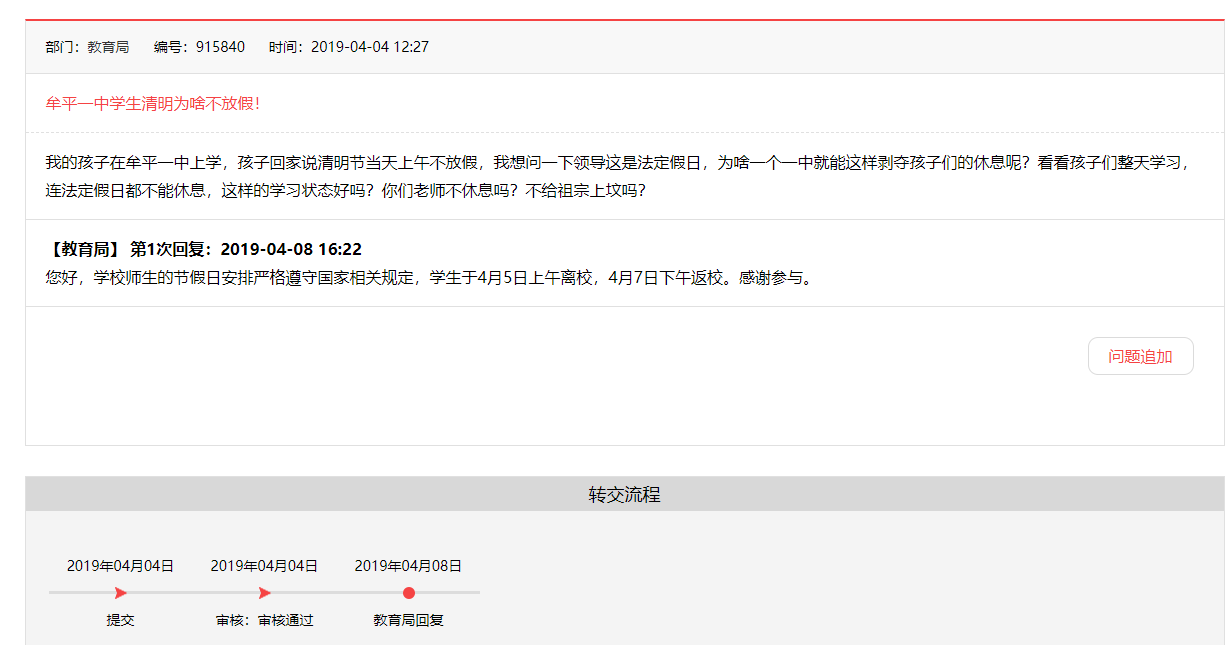 部门：教育局 编号：915840 时间：2019-04-04 12:27
牟平一中学生清明为啥不放假！
我的孩子在牟平一中上学，孩子回家说清明节当天上午不放假，我想问一下领导这是法定假日，为啥一个一中就能这样剥夺孩子们的休息呢？看看孩子们整天学习，
连法定假日都不能休息，这样的学习状态好吗？你们老师不休息吗？不给祖宗上坟吗？
【教育局】 第1次回复：2019-04-08 16:22
您好，学校师生的节假日安排严格遵守国家相关规定，学生于4月5日上午离校，4月7日下午返校。感谢参与。
问题追加
转交流程
2019年04月04日 2019年04月04日 2019年04月08日
提交 审核：审核通过 教育局回复